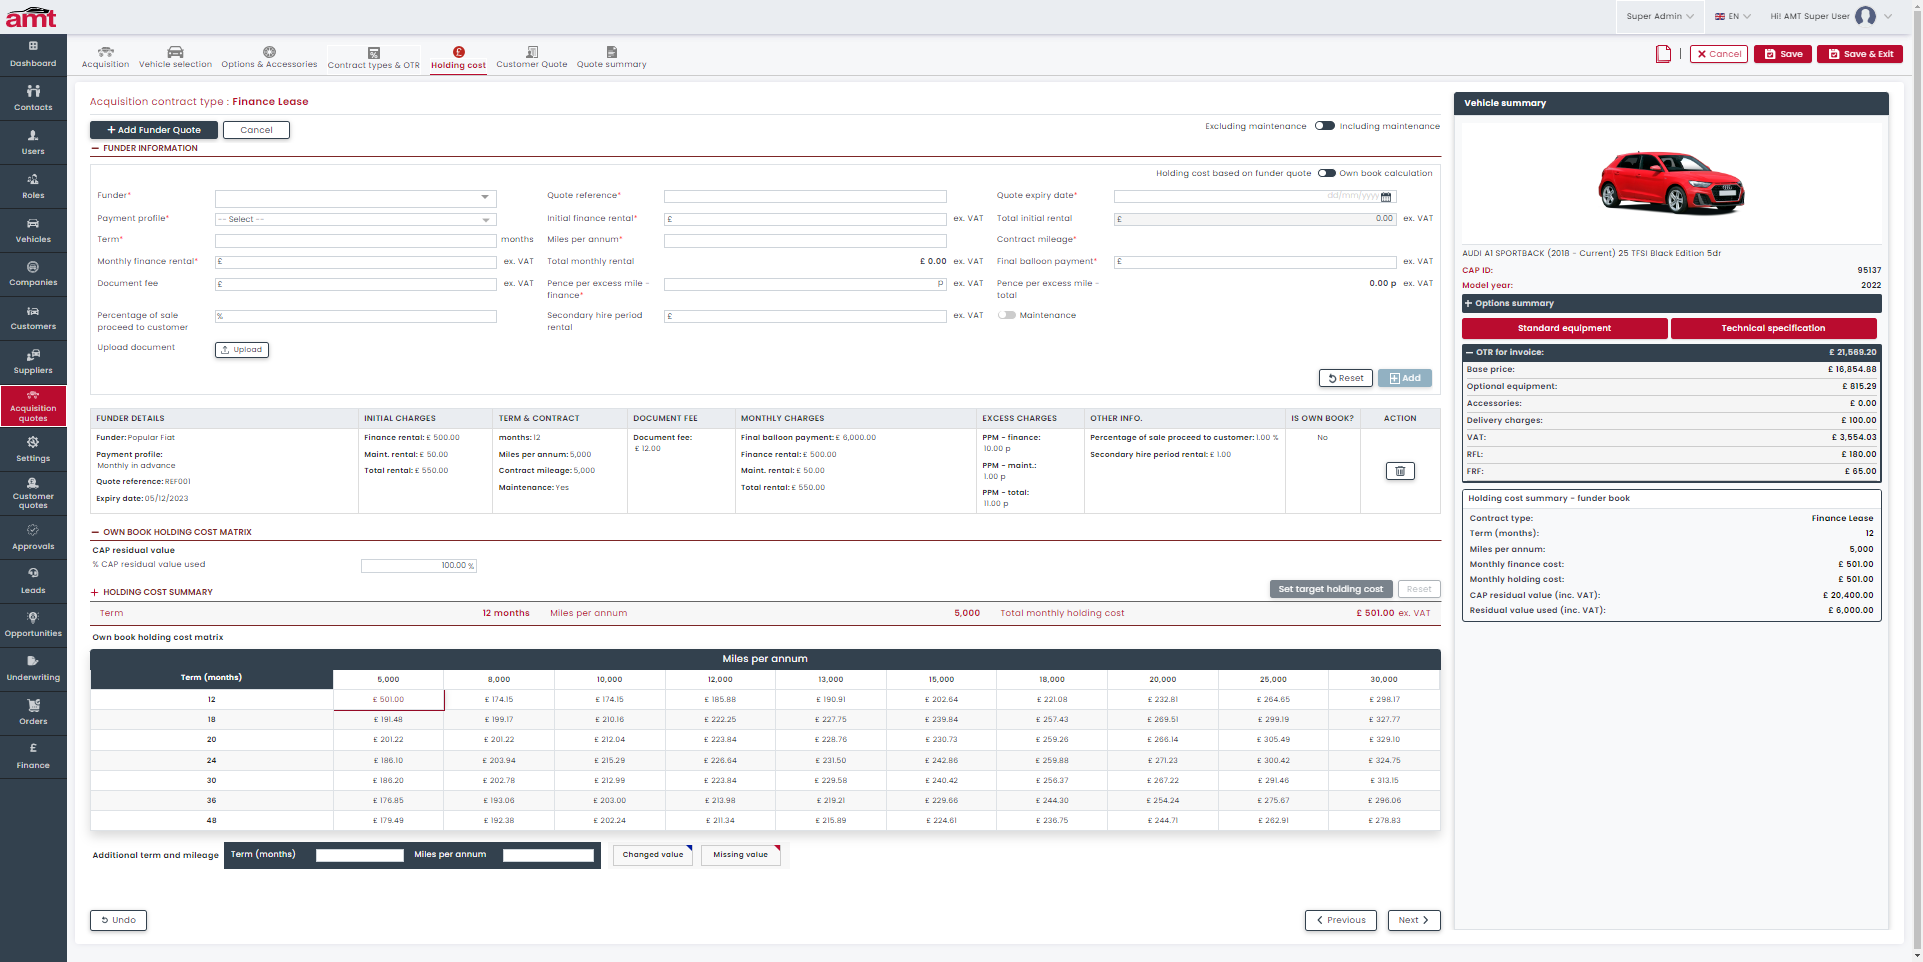 amt
Super Admin
EN
Hi! AMT Super User
Dashboard
Contacts
Users
Roles
Vehicles
Companies
Customers
Suppliers
Acquisition
quotes
Settings
Customer
quotes
Approvals
Leads
Opportunities
Underwriting
Orders
Finance
Acquisition
Vehicle selection
Options & Accessories
Contract types & OTR
Holding cost
Customer Quote
Quote summary
Cancel
Save
Save & Exit
Acquisition contract type : Finance Lease
+ Add Funder Quote
Cancel
Excluding maintenance
Including maintenance
FUNDER INFORMATION
Holding cost based on funder quote
Own book calculation
Funder*
Quote reference*
Quote expiry date*
dd/mm/yyyy
Payment profile*
-- Select --
Initial finance rental*
£
ex. VAT
Total initial rental
£ 0.00 ex. VAT
Term*
months
Miles per annum*
Contract mileage*
Monthly finance rental*
£
ex. VAT
Total monthly rental
£ 0.00 ex. VAT
Final balloon payment*
£
ex. VAT
Document fee
£
ex. VAT
Pence per excess mile -
finance*
p
ex. VAT
Pence per excess mile -
total
0.00 p ex. VAT
Percentage of sale
proceed to customer
%
Secondary hire period
rental
£
ex. VAT
Maintenance
Upload document
Upload
Reset
Add
FUNDER DETAILS
INITIAL CHARGES
TERM & CONTRACT
DOCUMENT FEE
MONTHLY CHARGES
EXCESS CHARGES
OTHER INFO.
IS OWN BOOK?
ACTION
Funder: Popular Fiat
Payment profile:
Monthly in advance
Quote reference: REF001
Expiry date: 05/12/2023
Finance rental: £ 500.00
Maint. rental: £ 50.00
Total rental: £ 550.00
months: 12
Miles per annum: 5,000
Contract mileage: 5,000
Maintenance: Yes
Document fee:
£ 12.00
Final balloon payment: £ 6,000.00
Finance rental: £ 500.00
Maint. rental: £ 50.00
Total rental: £ 550.00
PPM - finance:
10.00 p
PPM - maint.:
1.00 p
PPM - total:
11.00 p
Percentage of sale proceed to customer: 1.00 %
Secondary hire period rental: £ 1.00
No
OWN BOOK HOLDING COST MATRIX
CAP residual value
% CAP residual value used
100.00 %
HOLDING COST SUMMARY
Set target holding cost
Reset
Term 12 months
Miles per annum 5,000
Total monthly holding cost £ 501.00 ex. VAT
Own book holding cost matrix
Miles per annum
Term (months) 5,000 8,000 10,000 12,000 13,000 15,000 18,000 20,000 25,000 30,000
12 £ 501.00 £ 174.15 £ 174.15 £ 185.88 £ 190.91 £ 202.64 £ 221.08 £ 232.81 £ 264.65 £ 298.17
18 £ 191.48 £ 199.17 £ 210.16 £ 222.25 £ 227.75 £ 239.84 £ 257.43 £ 269.51 £ 299.19 £ 327.77
20 £ 201.22 £ 201.22 £ 212.04 £ 223.84 £ 228.76 £ 230.73 £ 259.26 £ 266.14 £ 305.49 £ 329.10
24 £ 186.10 £ 203.94 £ 215.29 £ 226.64 £ 231.50 £ 242.86 £ 259.88 £ 271.23 £ 300.42 £ 324.75
30 £ 186.20 £ 202.78 £ 212.99 £ 223.84 £ 229.58 £ 240.42 £ 256.37 £ 267.22 £ 291.46 £ 313.15
36 £ 176.85 £ 193.06 £ 203.00 £ 213.98 £ 219.21 £ 229.66 £ 244.30 £ 254.24 £ 275.67 £ 296.06
48 £ 179.49 £ 192.38 £ 202.24 £ 211.34 £ 215.89 £ 224.61 £ 236.75 £ 244.71 £ 262.91 £ 278.83
Additional term and mileage
Term (months)
Miles per annum
Changed value
Missing value
Undo
Previous
Next
Vehicle summary
AUDI A1 SPORTBACK (2018 - Current) 25 TFSI Black Edition 5dr
CAP ID: 95137
Model year: 2022
+ Options summary
Standard equipment
Technical specification
OTR for invoice: £ 21,569.20
Base price: £ 16,854.88
Optional equipment: £ 815.29
Accessories: £ 0.00
Delivery charges: £ 100.00
VAT: £ 3,554.03
RFL: £ 180.00
FRF: £ 65.00
Holding cost summary - funder book
Contract type: Finance Lease
Term (months): 12
Miles per annum: 5,000
Monthly finance cost: £ 501.00
Monthly holding cost: £ 501.00
CAP residual value (inc. VAT): £ 20,400.00
Residual value used (inc. VAT): £ 6,000.00